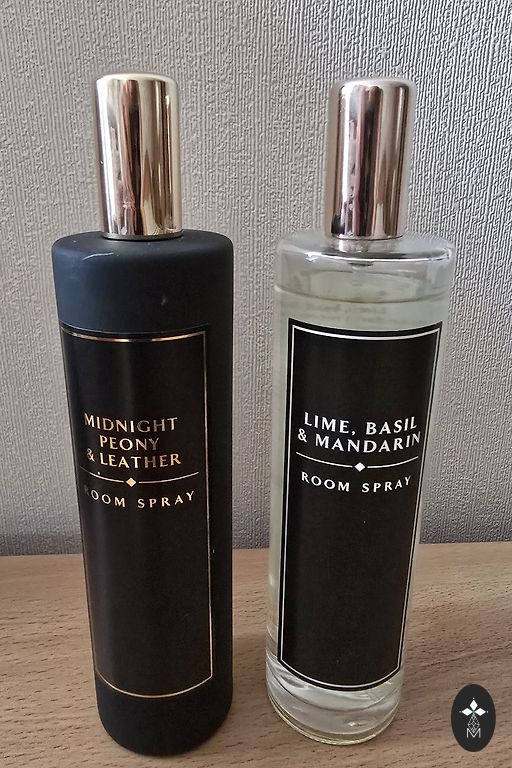 MIDNIGHT
PEONY
& LEATHER
ROOM SPRAY
LIME, BASIL
& MANDARIN
ROOM SPRAY
M